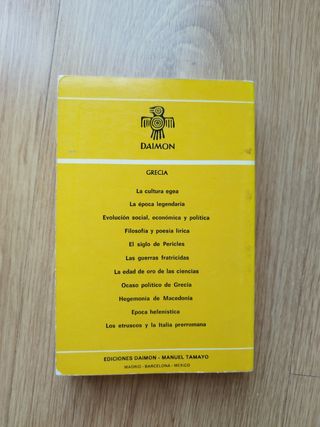 DAIMON
GRECIA
La cultura egea
La época legendaria
Evolución social, económica y política
Filosofía y poesía lírica
El siglo de Pericles
Las guerras fratricidas
La edad de oro de las ciencias
Ocaso político de Grecia
Hegemonía de Macedonia
Epoca helenística
Los etruscos y la Italia prerromana
EDICIONES DAIMON - MANUEL TAMAYO
MADRID - BARCELONA - MEXICO